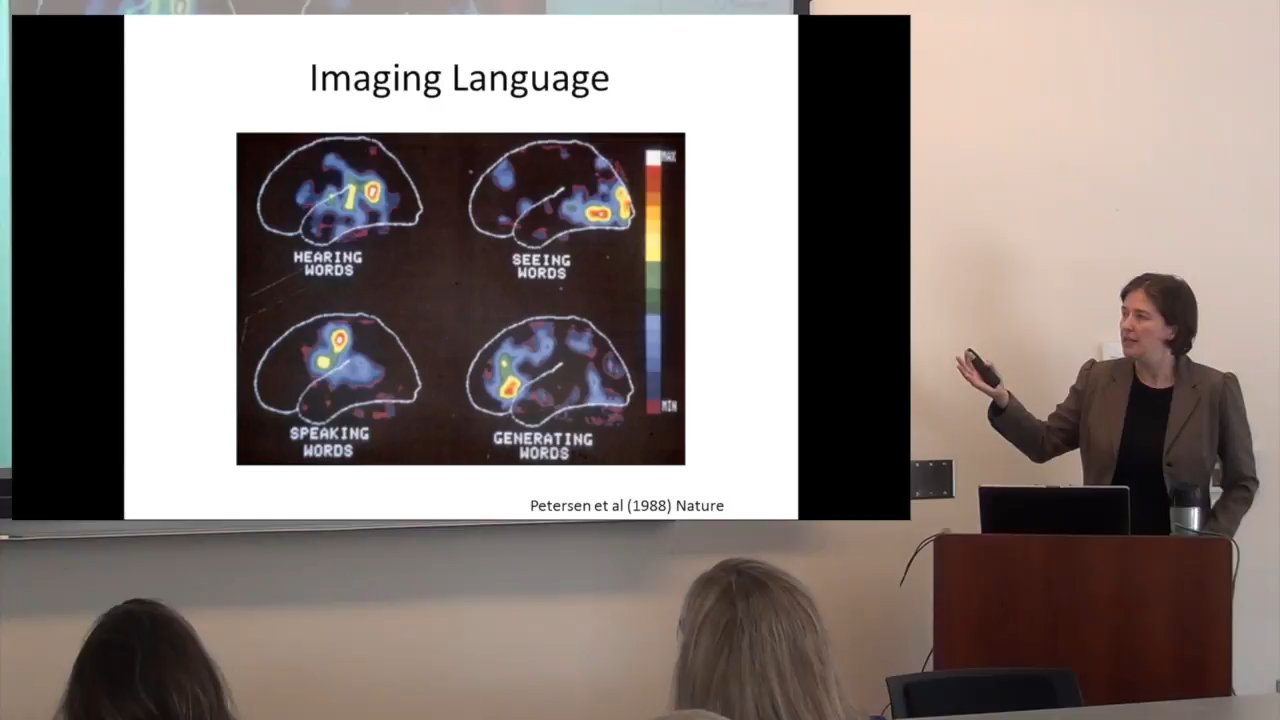 Imaging Language
MAX
HEARING
WORDS
SEEING
WORDS
MIN
SPEAKING
WORDS
GENERATING
WORDS
Petersen et al (1988) Nature